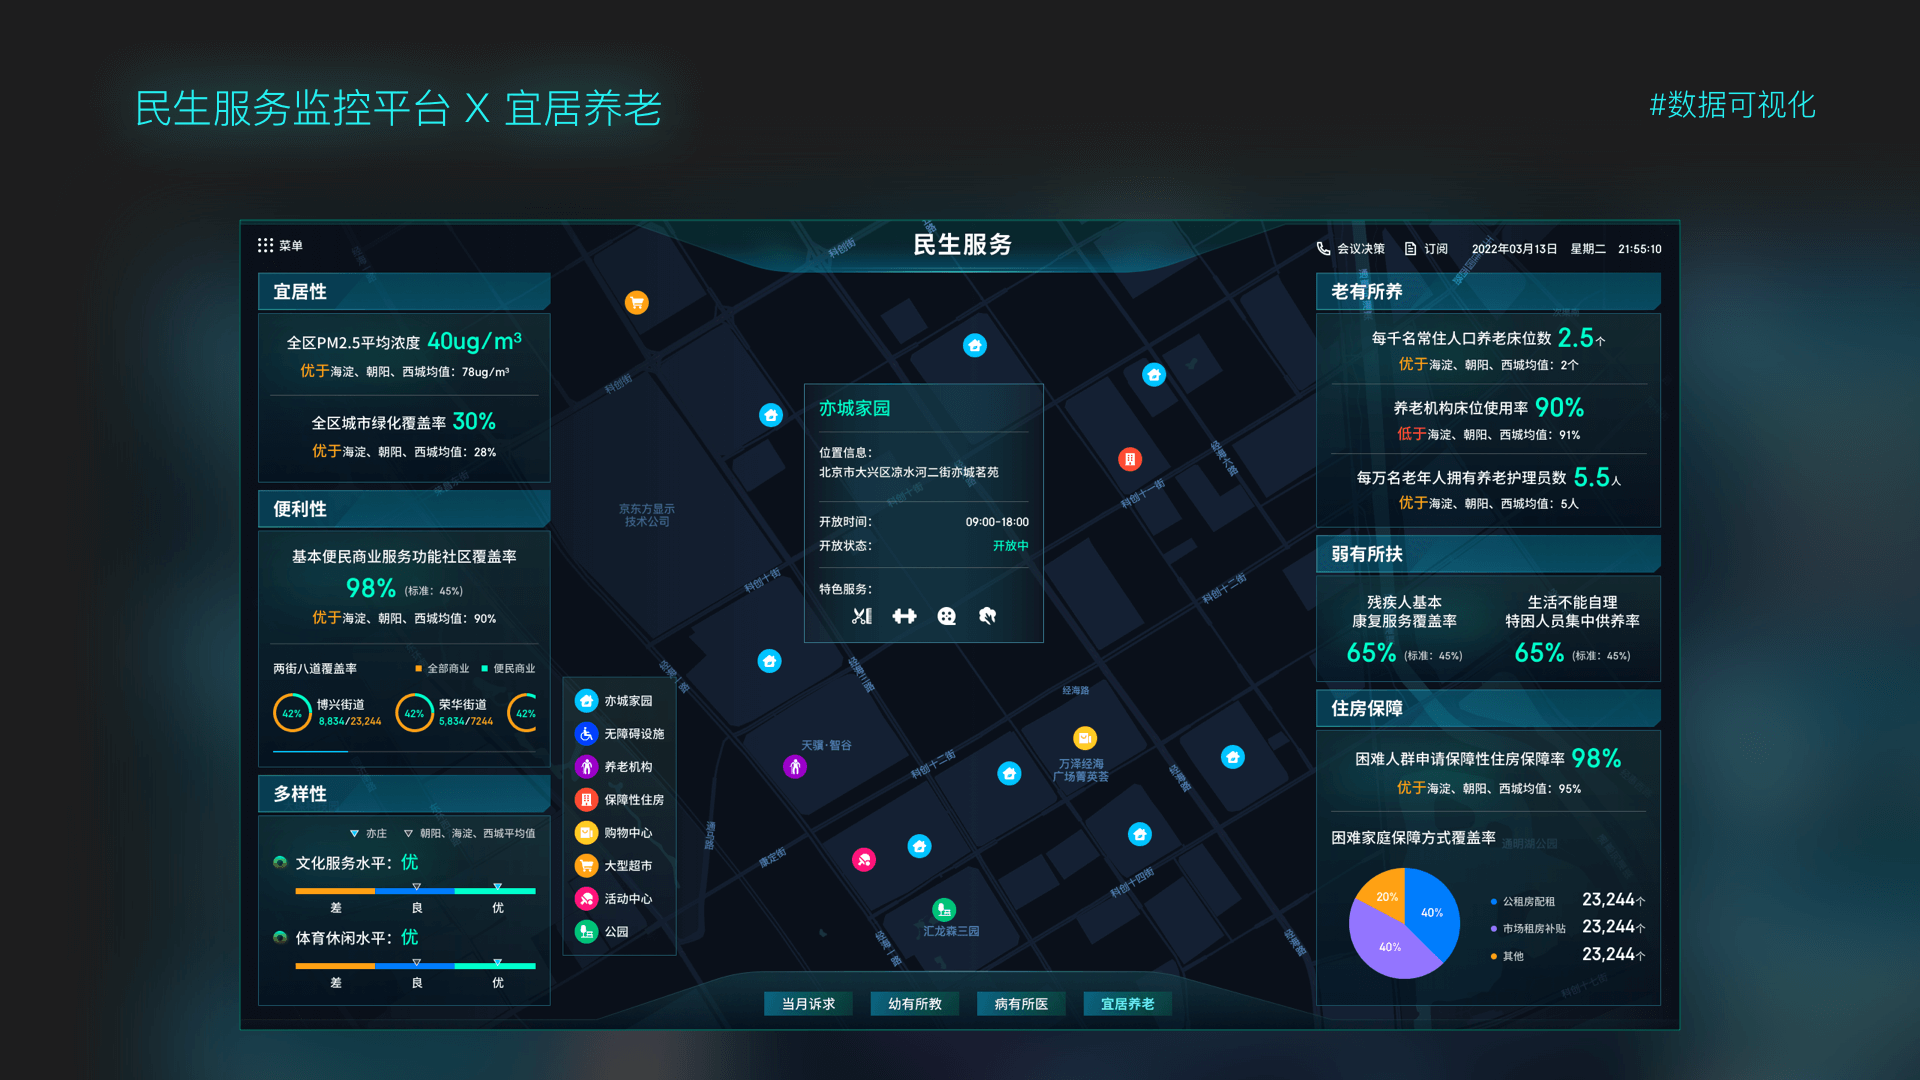 民生服务监控平台 X 宜居养老
#数据可视化
菜单
民生服务
会议决策
订阅
2022年03月13日 星期二 21:55:10
宜居性
全区PM2.5平均浓度 40ug/m³
优于海淀、朝阳、西城均值：78ug/m³
全区城市绿化覆盖率 30%
优于海淀、朝阳、西城均值：28%
便利性
基本便民商业服务功能社区覆盖率
98% (标准：45%)
优于海淀、朝阳、西城均值：90%
两街八道覆盖率
全部商业
便民商业
42%
博兴街道
8,834/23,244
42%
荣华街道
5,834/7244
42%
多样性
亦庄
朝阳、海淀、西城平均值
文化服务水平：优
差
良
优
体育休闲水平：优
差
良
优
亦城家园
无障碍设施
养老机构
保障性住房
购物中心
大型超市
活动中心
公园
亦城家园
位置信息：
北京市大兴区凉水河二街亦城茗苑
开放时间：
09:00-18:00
开放状态：
开放中
特色服务：
科创街
科创街
京东方显示
技术公司
科创十街
科创十一街
科创十二街
经海路
天骥·智谷
科创十二街
万泽经海
广场菁英荟
康定街
科创十四街
汇龙森三园
当月诉求
幼有所教
病有所医
宜居养老
老有所养
每千名常住人口养老床位数 2.5个
优于海淀、朝阳、西城均值：2个
养老机构床位使用率 90%
低于海淀、朝阳、西城均值：91%
每万名老年人拥有养老护理员数 5.5人
优于海淀、朝阳、西城均值：5人
弱有所扶
残疾人基本
康复服务覆盖率
65% (标准：45%)
生活不能自理
特困人员集中供养率
65% (标准：45%)
住房保障
困难人群申请保障性住房保障率 98%
优于海淀、朝阳、西城均值：95%
困难家庭保障方式覆盖率
通明湖公园
20%
40%
40%
公租房配租 23,244个
市场租房补贴 23,244个
其他 23,244个
科创十七街